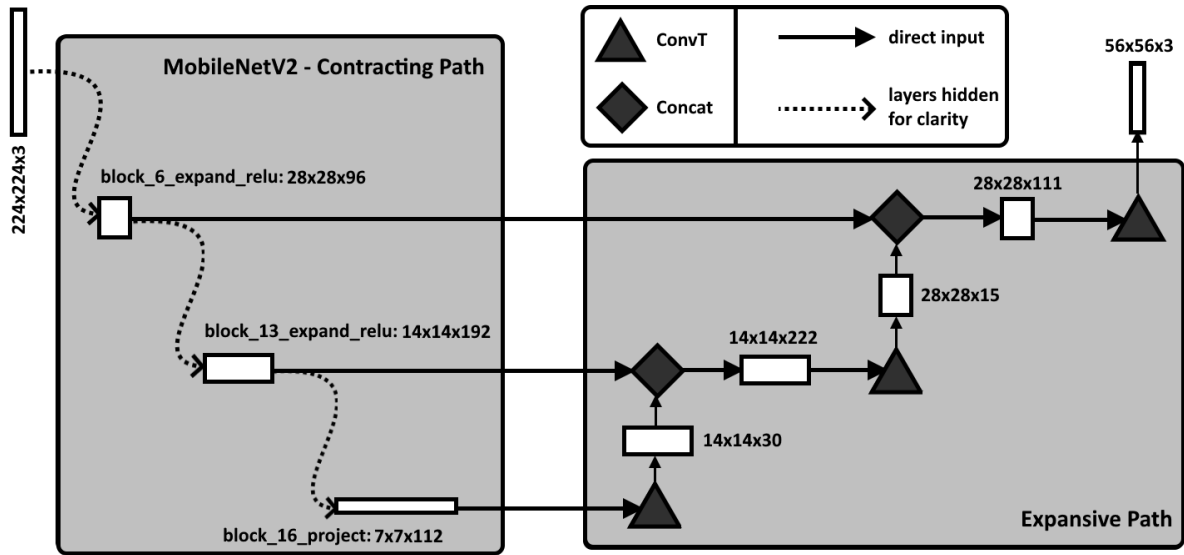 224x224x3
MobileNetV2 - Contracting Path
block_6_expand_relu: 28x28x96
block_13_expand_relu: 14x14x192
block_16_project: 7x7x112
ConvT
Concat
direct input
layers hidden
for clarity
56x56x3
28x28x111
28x28x15
14x14x222
14x14x30
Expansive Path